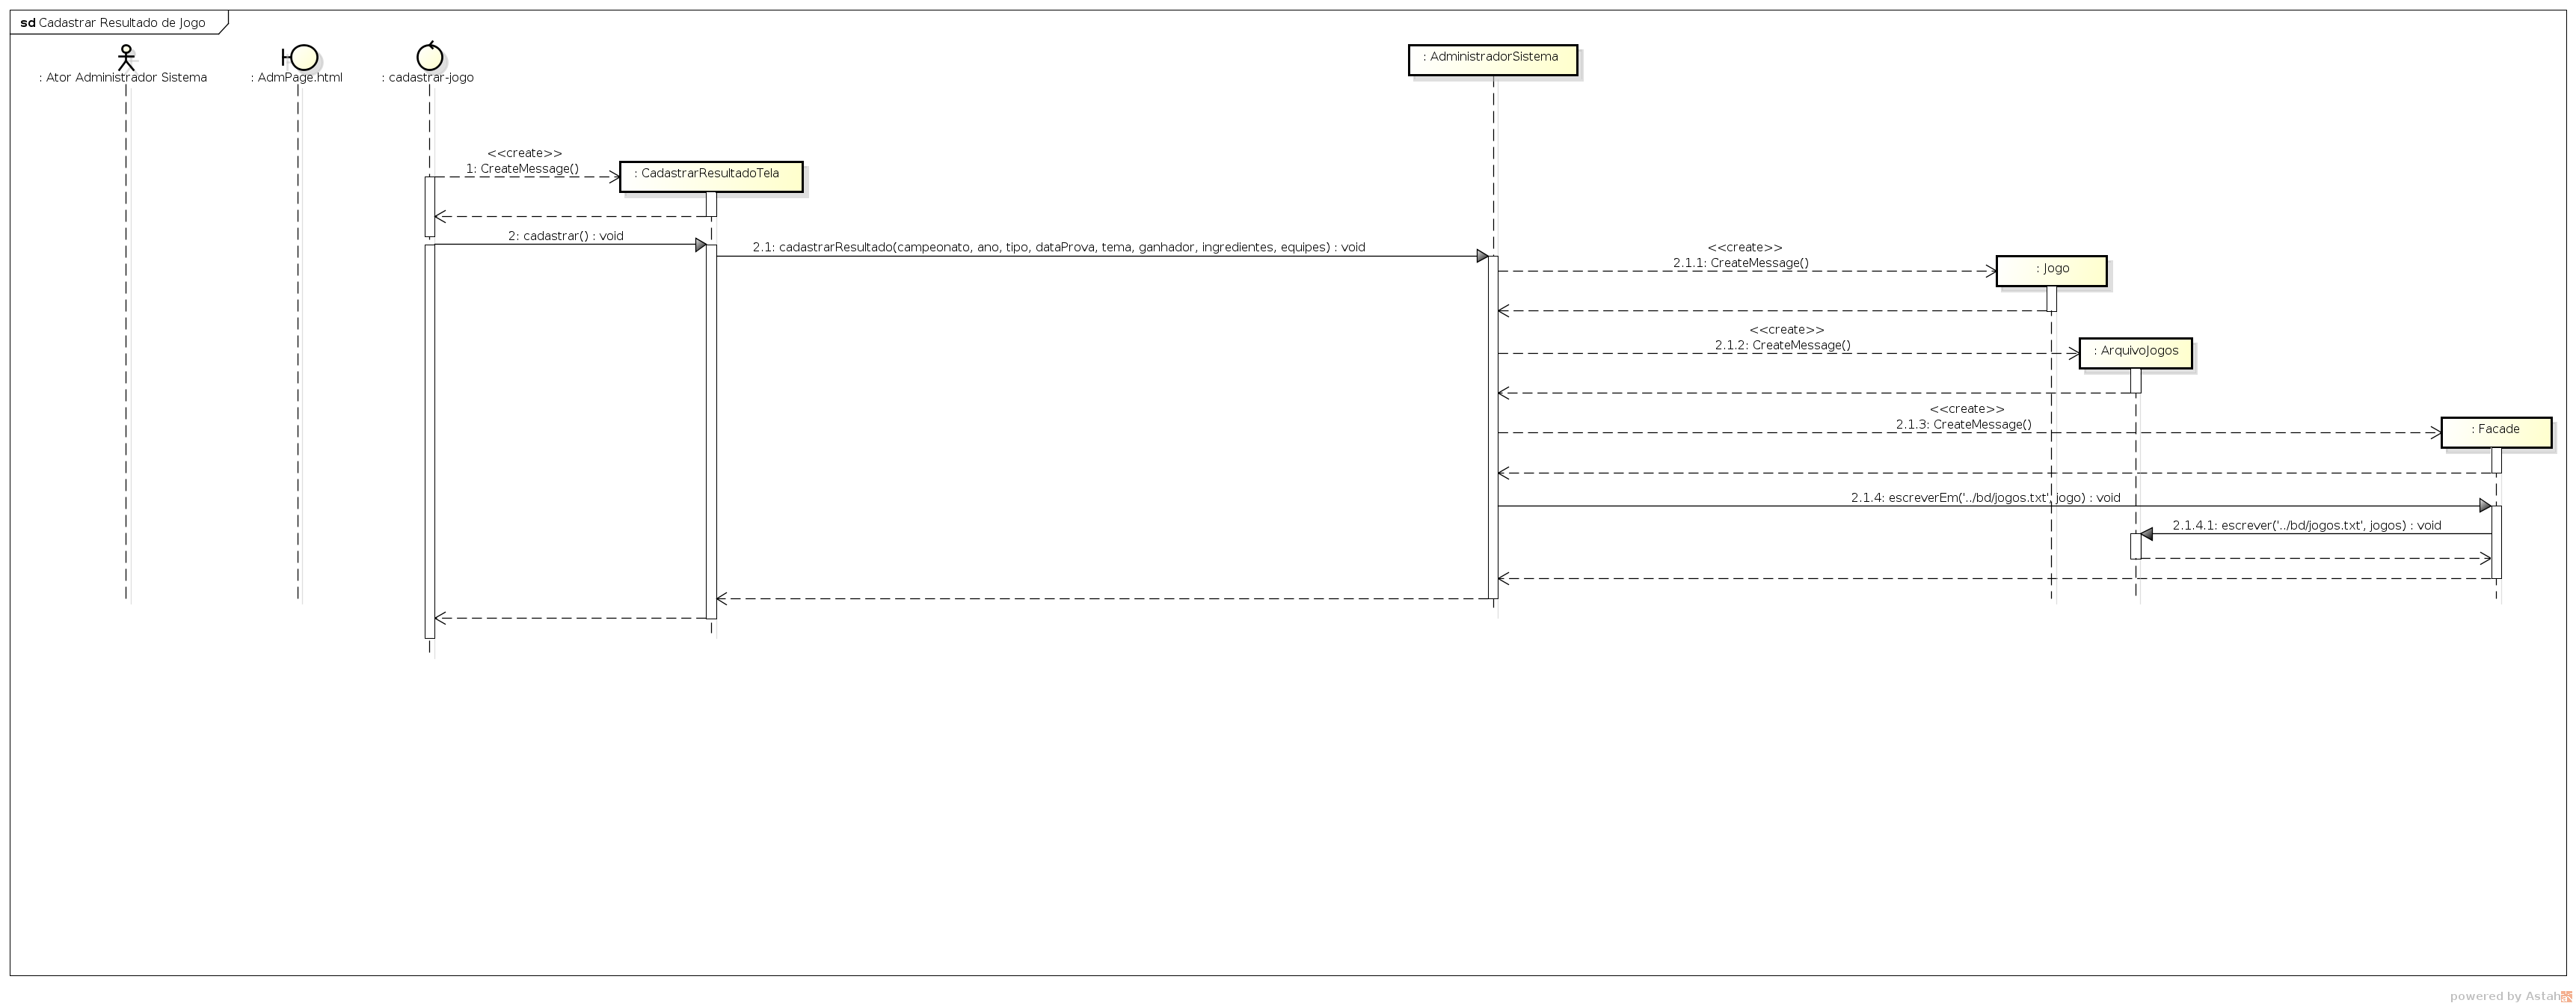 sd Cadastrar Resultado de Jogo
: Ator Administrador Sistema
: AdmPage.html
: cadastrar-jogo
: AdministradorSistema
<<create>>
1: CreateMessage()
: CadastrarResultadoTela
2: cadastrar() : void
2.1: cadastrarResultado(campeonato, ano, tipo, dataProva, tema, ganhador, ingredientes, equipes) : void
<<create>>
2.1.1: CreateMessage()
: Jogo
<<create>>
2.1.2: CreateMessage()
: ArquivoJogos
<<create>>
2.1.3: CreateMessage()
: Facade
2.1.4: escreverEm('../bd/jogos.txt', jogo) : void
2.1.4.1: escrever('../bd/jogos.txt', jogos) : void
powered by Astah